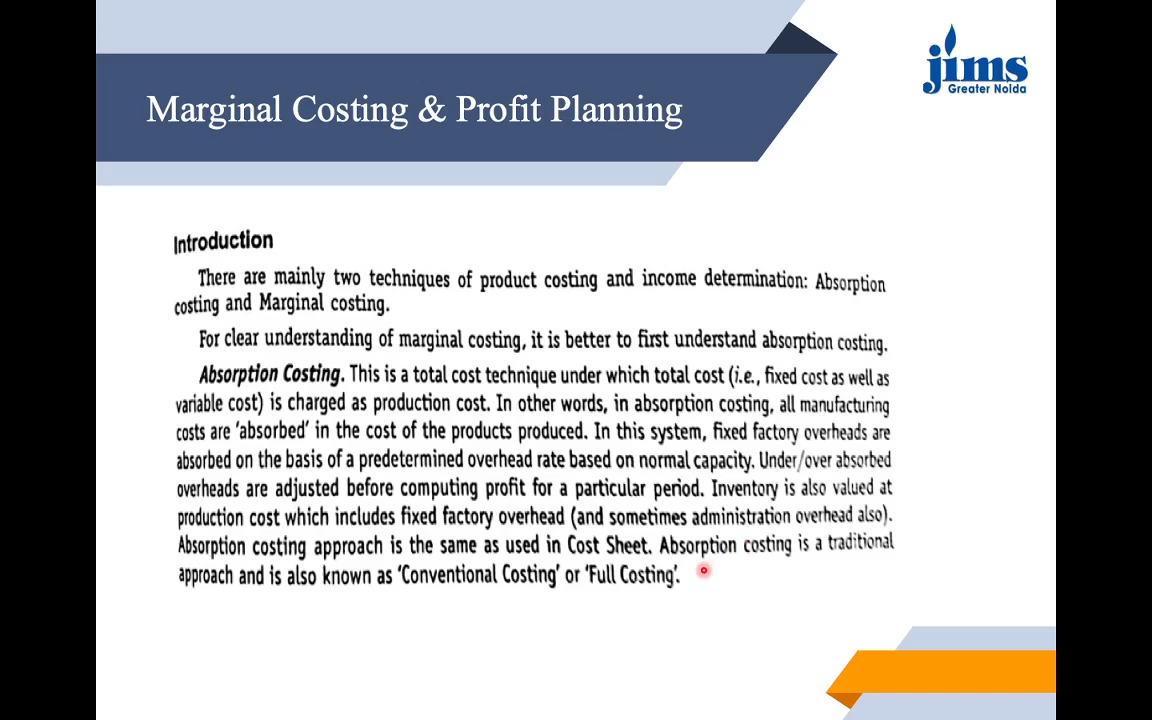 jims
Greater Noida
Marginal Costing & Profit Planning
Introduction
There are mainly two techniques of product costing and income determination: Absorption
costing and Marginal costing.
For clear understanding of marginal costing, it is better to first understand absorption costing.
Absorption Costing. This is a total cost technique under which total cost (i.e., fixed cost as well as
variable cost) is charged as production cost. In other words, in absorption costing, all manufacturing
costs are 'absorbed' in the cost of the products produced. In this system, fixed factory overheads are
absorbed on the basis of a predetermined overhead rate based on normal capacity. Under/over absorbed
overheads are adjusted before computing profit for a particular period. Inventory is also valued at
production cost which includes fixed factory overhead (and sometimes administration overhead also).
Absorption costing approach is the same as used in Cost Sheet. Absorption costing is a traditional
approach and is also known as 'Conventional Costing' or 'Full Costing'.